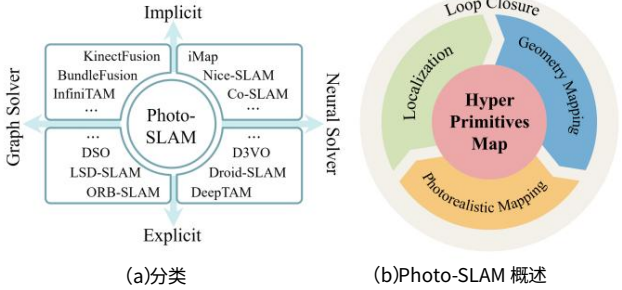 Implicit
KinectFusion
BundleFusion
InfiniTAM
...
iMap
Nice-SLAM
Co-SLAM
...
Graph Solver
Photo-
SLAM
Neural Solver
...
DSO
LSD-SLAM
ORB-SLAM
...
D3VO
Droid-SLAM
DeepTAM
Explicit
(a)分类
Loop Closure
Localization
Geometry Mapping
Hyper
Primitives
Map
Photorealistic Mapping
(b)Photo-SLAM 概述